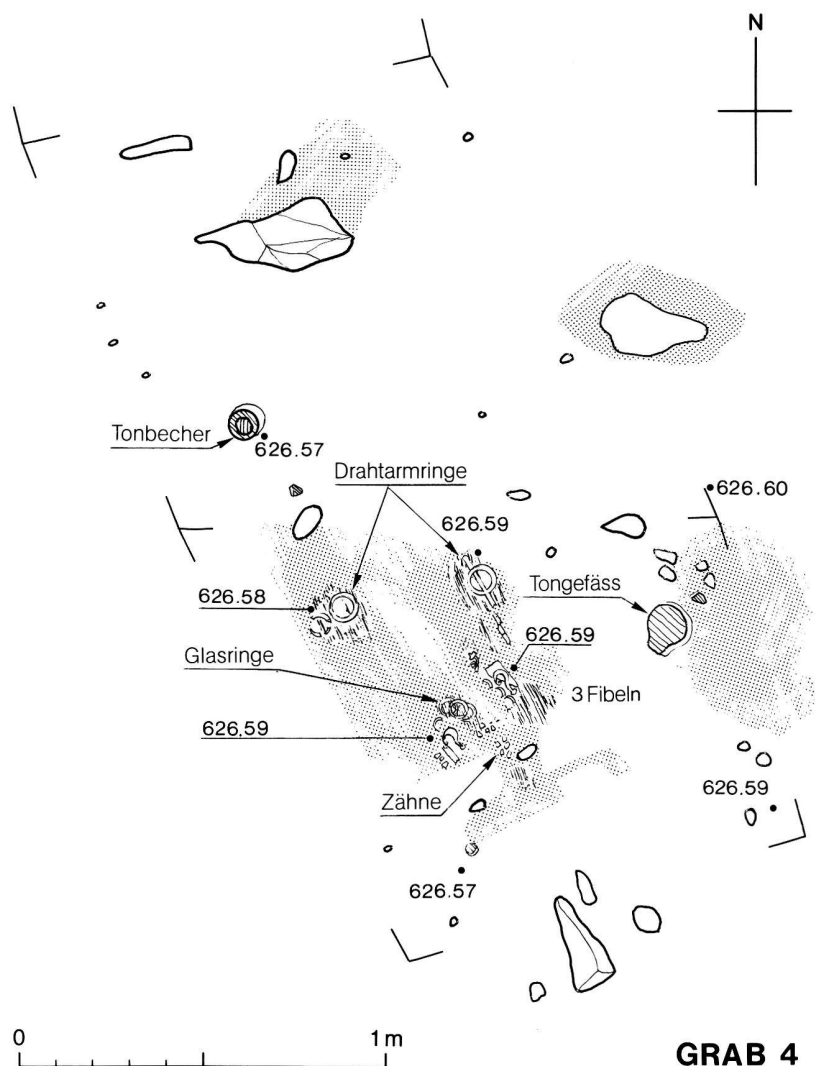 N
Tonbecher
626.57
Drahtarmringe
626.60
626.59
626.58
Tongefäss
626.59
Glasringe
3 Fibeln
626.59
Zähne
626.59
626.57
0
1m
GRAB 4